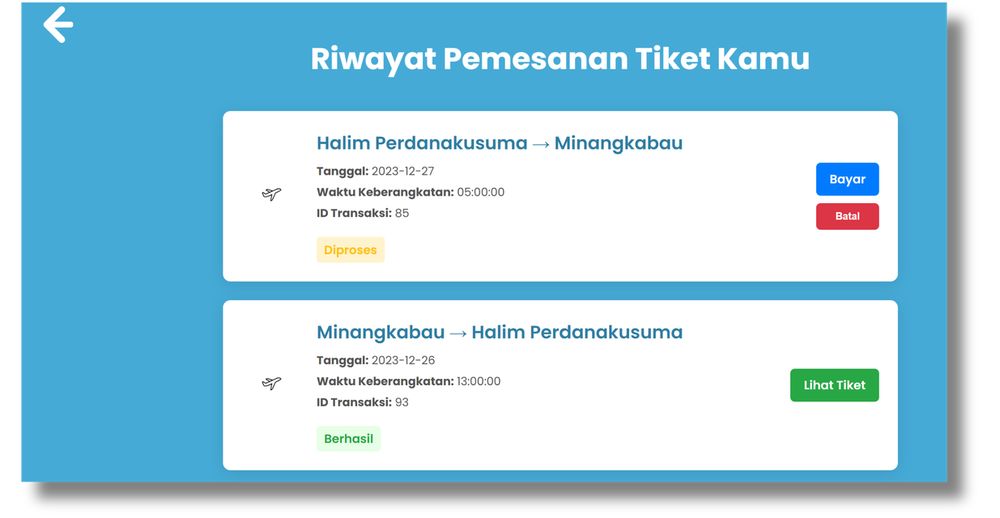 Riwayat Pemesanan Tiket Kamu
Halim Perdanakusuma → Minangkabau
Tanggal: 2023-12-27
Waktu Keberangkatan: 05:00:00
ID Transaksi: 85
Diproses
Bayar
Batal
Minangkabau → Halim Perdanakusuma
Tanggal: 2023-12-26
Waktu Keberangkatan: 13:00:00
ID Transaksi: 93
Berhasil
Lihat Tiket